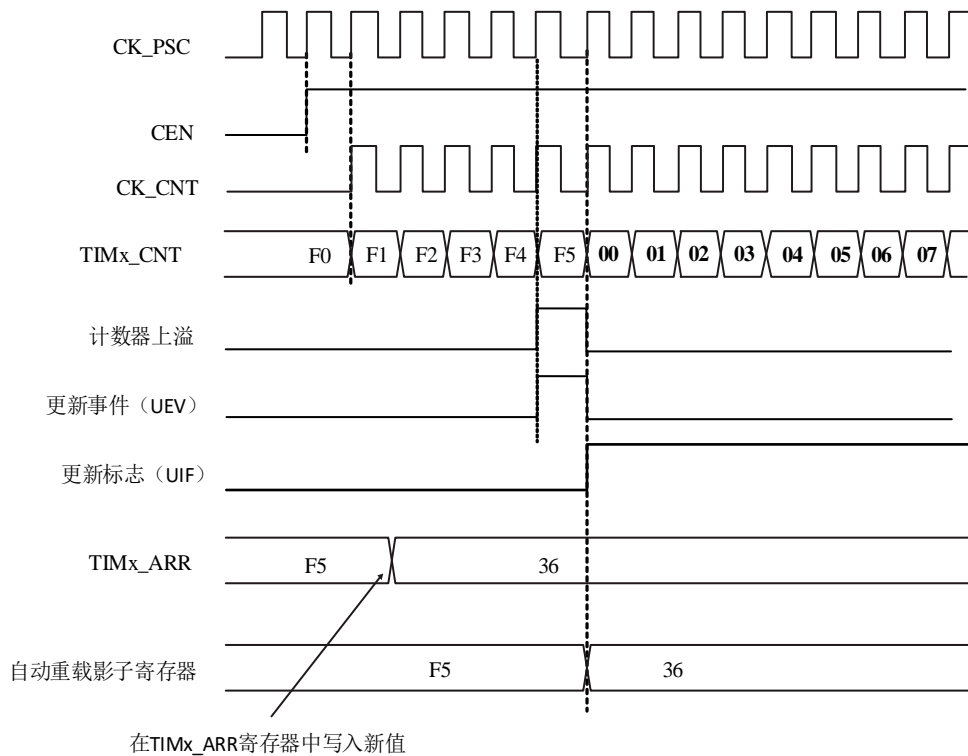 CK_PSC
CEN
CK_CNT
TIMx_CNT F0 F1 F2 F3 F4 F5 00 01 02 03 04 05 06 07
计数器上溢
更新事件（UEV）
更新标志（UIF）
TIMx_ARR F5 36
自动重载影子寄存器 F5 36
在TIMx_ARR寄存器中写入新值